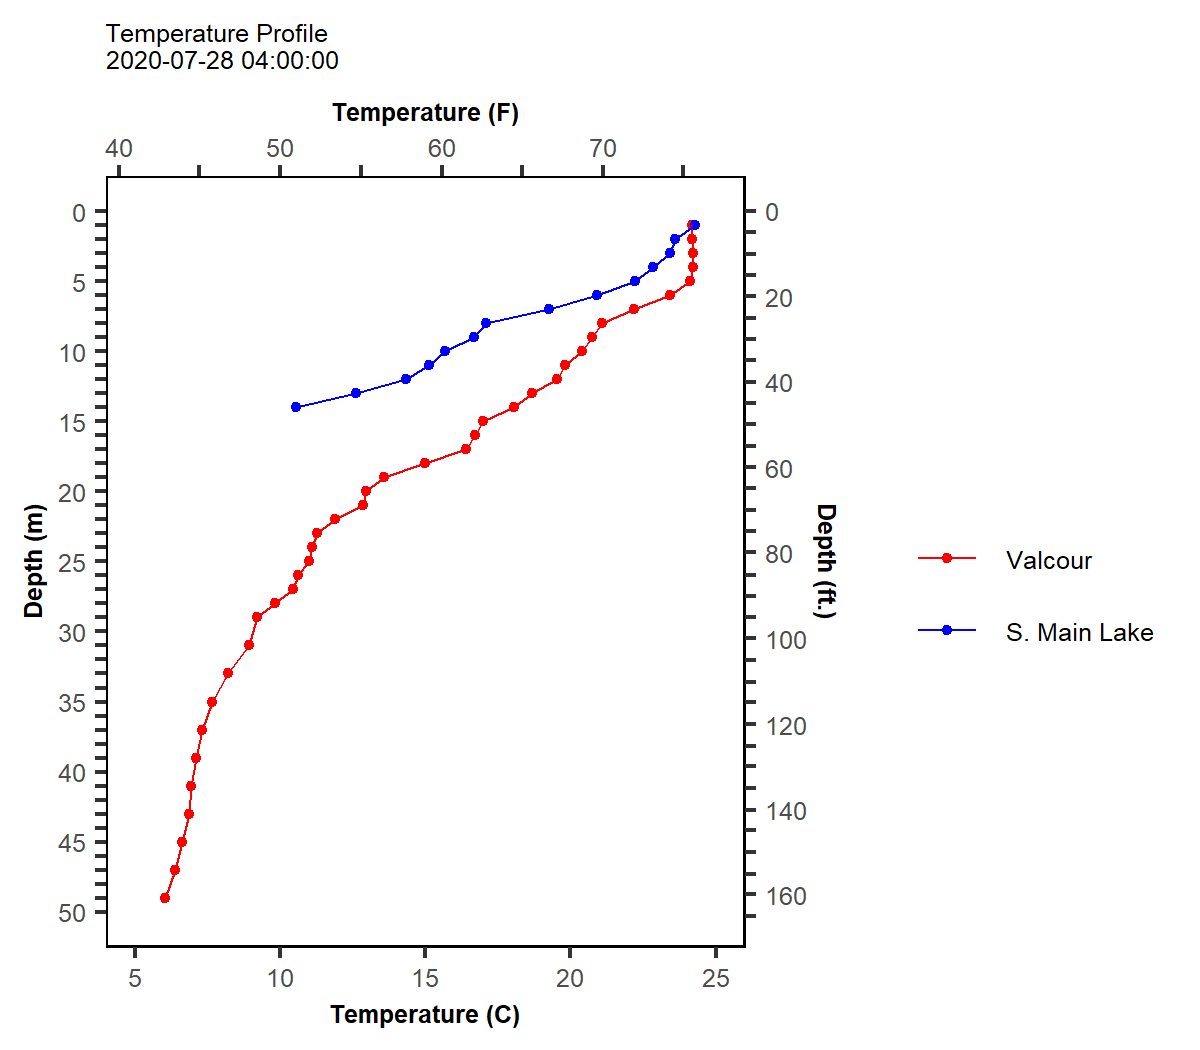 Temperature Profile
2020-07-28 04:00:00
Temperature (F)
40 50 60 70
0 0
5
20
10
40
15
60
20
Depth (m)
Depth (ft.)
80
25
Valcour
30
100
S. Main Lake
35
120
40
140
45
160
50
5 10 15 20 25
Temperature (C)